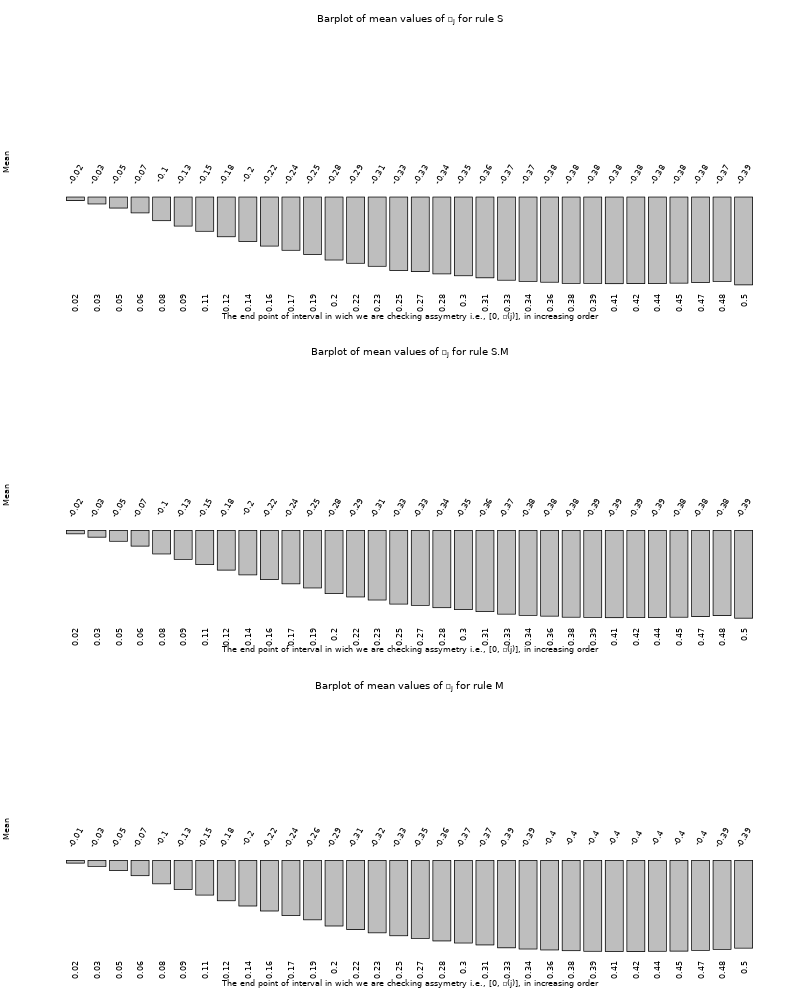 Barplot of mean values of □j for rule S
Mean
-0.02 -0.03 -0.05 -0.07 -0.1 -0.13 -0.15 -0.18 -0.2 -0.22 -0.24 -0.25 -0.28 -0.29 -0.31 -0.33 -0.33 -0.34 -0.35 -0.36 -0.37 -0.37 -0.38 -0.38 -0.38 -0.38 -0.38 -0.38 -0.38 -0.38 -0.37 -0.39
0.02 0.03 0.05 0.06 0.08 0.09 0.11 0.12 0.14 0.16 0.17 0.19 0.2 0.22 0.23 0.25 0.27 0.28 0.3 0.31 0.33 0.34 0.36 0.38 0.39 0.41 0.42 0.44 0.45 0.47 0.48 0.5
The end point of interval in wich we are checking assymetry i.e., [0, □(j)], in increasing order
Barplot of mean values of □j for rule S.M
Mean
-0.02 -0.03 -0.05 -0.07 -0.1 -0.13 -0.15 -0.18 -0.2 -0.22 -0.24 -0.25 -0.28 -0.29 -0.31 -0.33 -0.33 -0.34 -0.35 -0.36 -0.37 -0.38 -0.38 -0.38 -0.39 -0.39 -0.39 -0.39 -0.38 -0.38 -0.38 -0.39
0.02 0.03 0.05 0.06 0.08 0.09 0.11 0.12 0.14 0.16 0.17 0.19 0.2 0.22 0.23 0.25 0.27 0.28 0.3 0.31 0.33 0.34 0.36 0.38 0.39 0.41 0.42 0.44 0.45 0.47 0.48 0.5
The end point of interval in wich we are checking assymetry i.e., [0, □(j)], in increasing order
Barplot of mean values of □j for rule M
Mean
-0.01 -0.03 -0.05 -0.07 -0.1 -0.13 -0.15 -0.18 -0.2 -0.22 -0.24 -0.26 -0.29 -0.31 -0.32 -0.33 -0.35 -0.36 -0.37 -0.37 -0.39 -0.39 -0.4 -0.4 -0.4 -0.4 -0.4 -0.4 -0.4 -0.4 -0.39 -0.39
0.02 0.03 0.05 0.06 0.08 0.09 0.11 0.12 0.14 0.16 0.17 0.19 0.2 0.22 0.23 0.25 0.27 0.28 0.3 0.31 0.33 0.34 0.36 0.38 0.39 0.41 0.42 0.44 0.45 0.47 0.48 0.5
The end point of interval in wich we are checking assymetry i.e., [0, □(j)], in increasing order